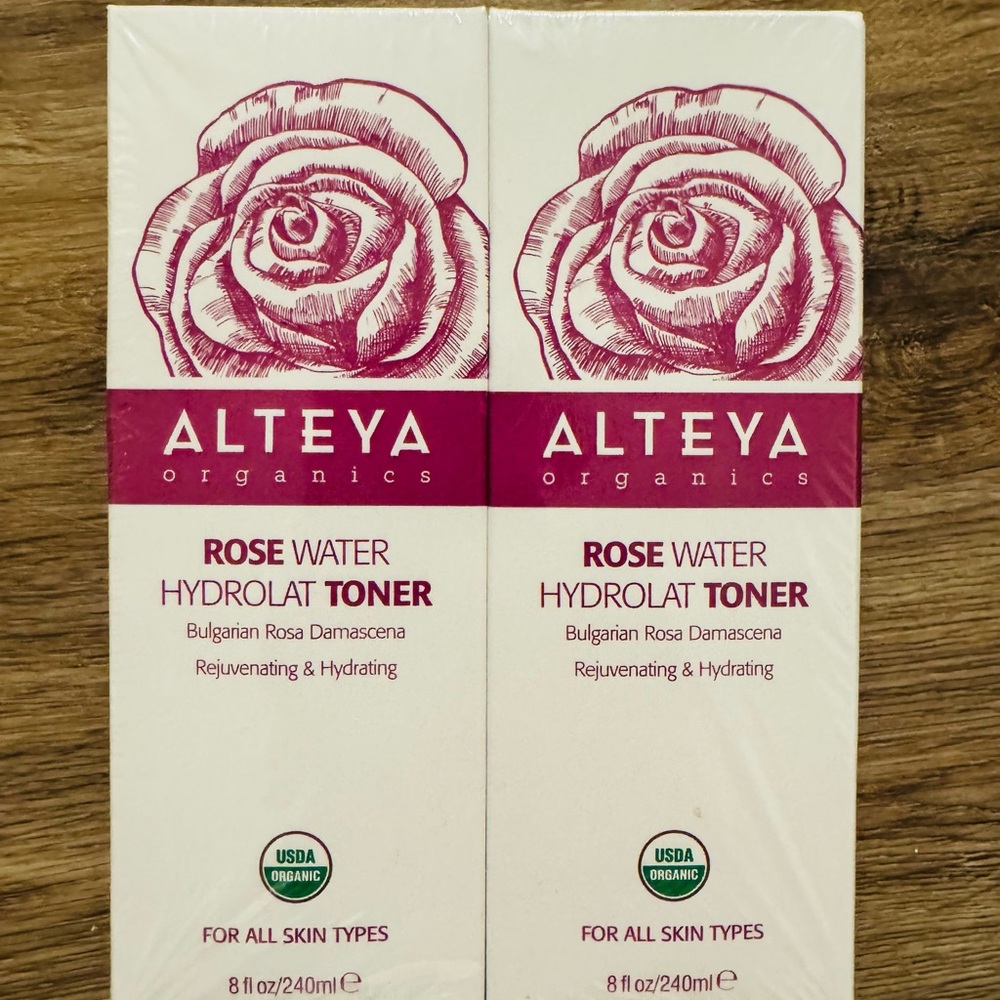 ALTEYA
organics
ROSE WATER
HYDROLAT TONER
Bulgarian Rosa Damascena
Rejuvenating & Hydrating
USDA
ORGANIC
FOR ALL SKIN TYPES
8 fl oz/240ml ℮
ALTEYA
organics
ROSE WATER
HYDROLAT TONER
Bulgarian Rosa Damascena
Rejuvenating & Hydrating
USDA
ORGANIC
FOR ALL SKIN TYPES
8 fl oz/240ml ℮